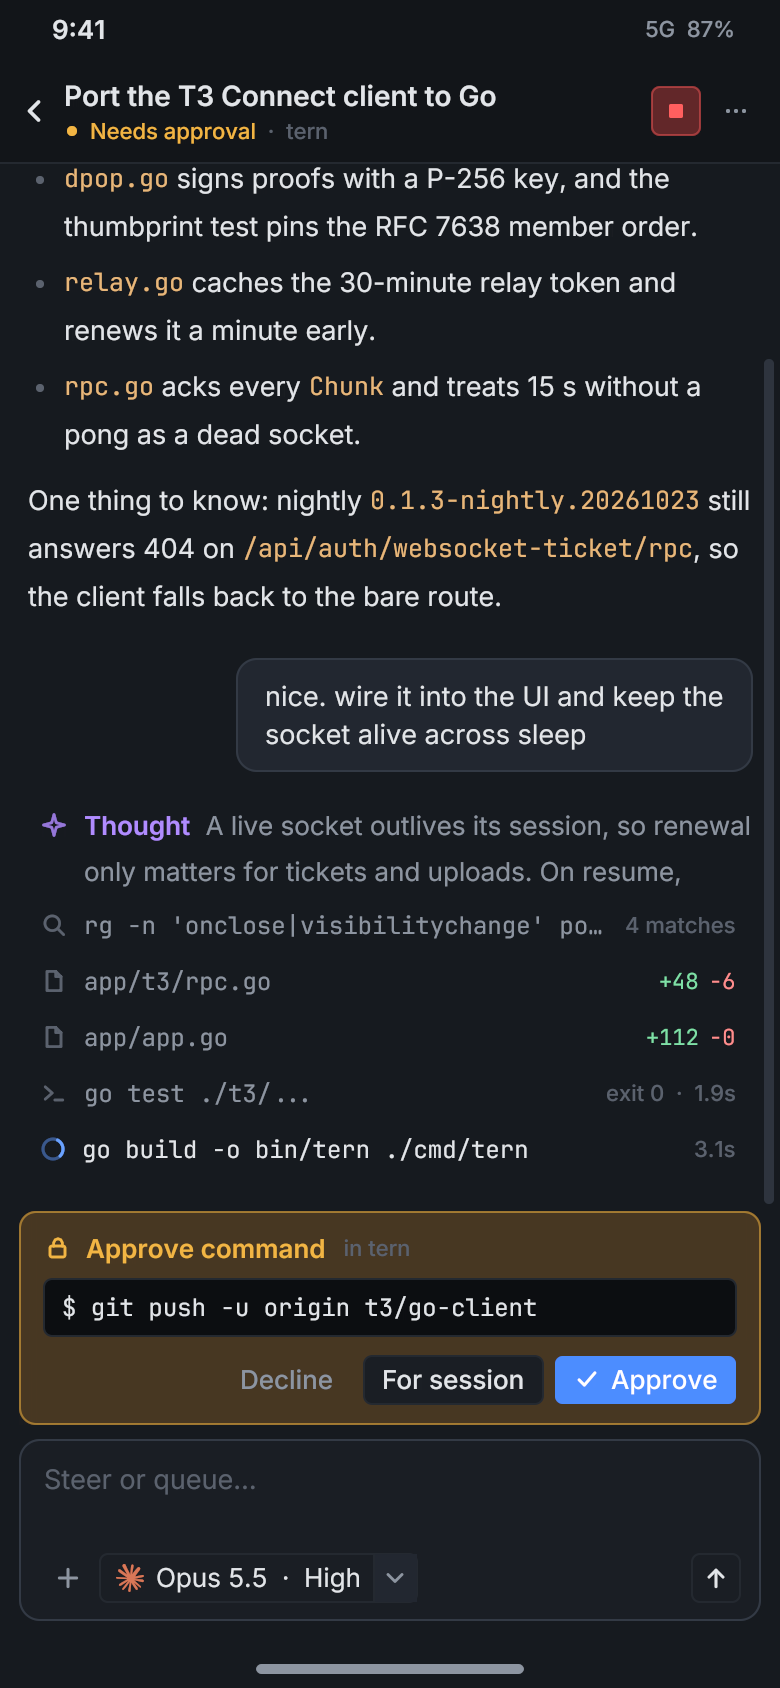 9:41
5G 87%
Port the T3 Connect client to Go
Needs approval · tern
dpop.go signs proofs with a P-256 key, and the
thumbprint test pins the RFC 7638 member order.
relay.go caches the 30-minute relay token and
renews it a minute early.
rpc.go acks every Chunk and treats 15 s without a
pong as a dead socket.
One thing to know: nightly 0.1.3-nightly.20261023 still
answers 404 on /api/auth/websocket-ticket/rpc, so
the client falls back to the bare route.
nice. wire it into the UI and keep the
socket alive across sleep
Thought A live socket outlives its session, so renewal
only matters for tickets and uploads. On resume,
rg -n 'onclose|visibilitychange' po… 4 matches
app/t3/rpc.go +48 -6
app/app.go +112 -0
go test ./t3/... exit 0 · 1.9s
go build -o bin/tern ./cmd/tern 3.1s
Approve command in tern
$ git push -u origin t3/go-client
Decline For session Approve
Steer or queue...
Opus 5.5 · High